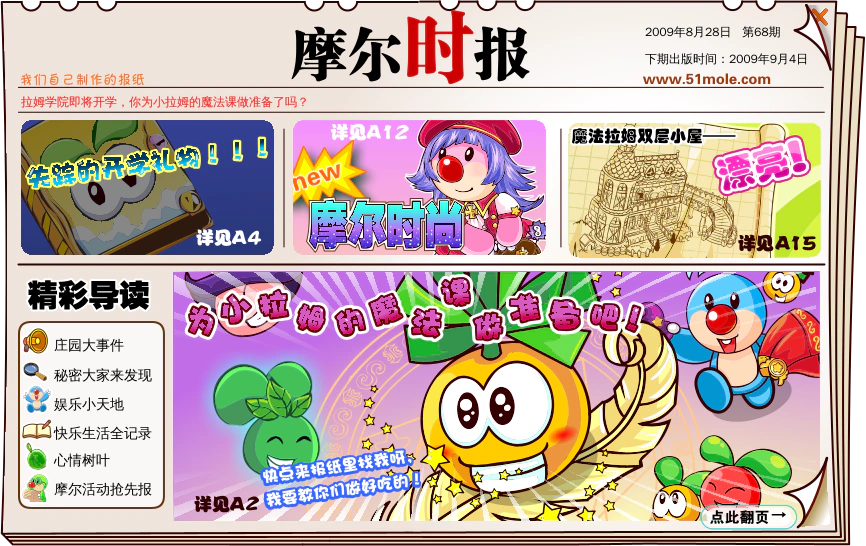 摩尔时报
2009年8月28日 第68期
下期出版时间：2009年9月4日
www.51mole.com
我们自己制作的报纸
拉姆学院即将开学，你为小拉姆的魔法课做准备了吗？
失踪的开学礼物！！！
详见A4
详见A12
new
摩尔时尚
魔法拉姆双层小屋——
漂亮！
详见A15
精彩导读
庄园大事件
秘密大家来发现
娱乐小天地
快乐生活全记录
心情树叶
摩尔活动抢先报
为小拉姆的魔法课做准备吧！
快点来报纸里找我呀，
我要教你们做好吃的！
详见A2
点此翻页→